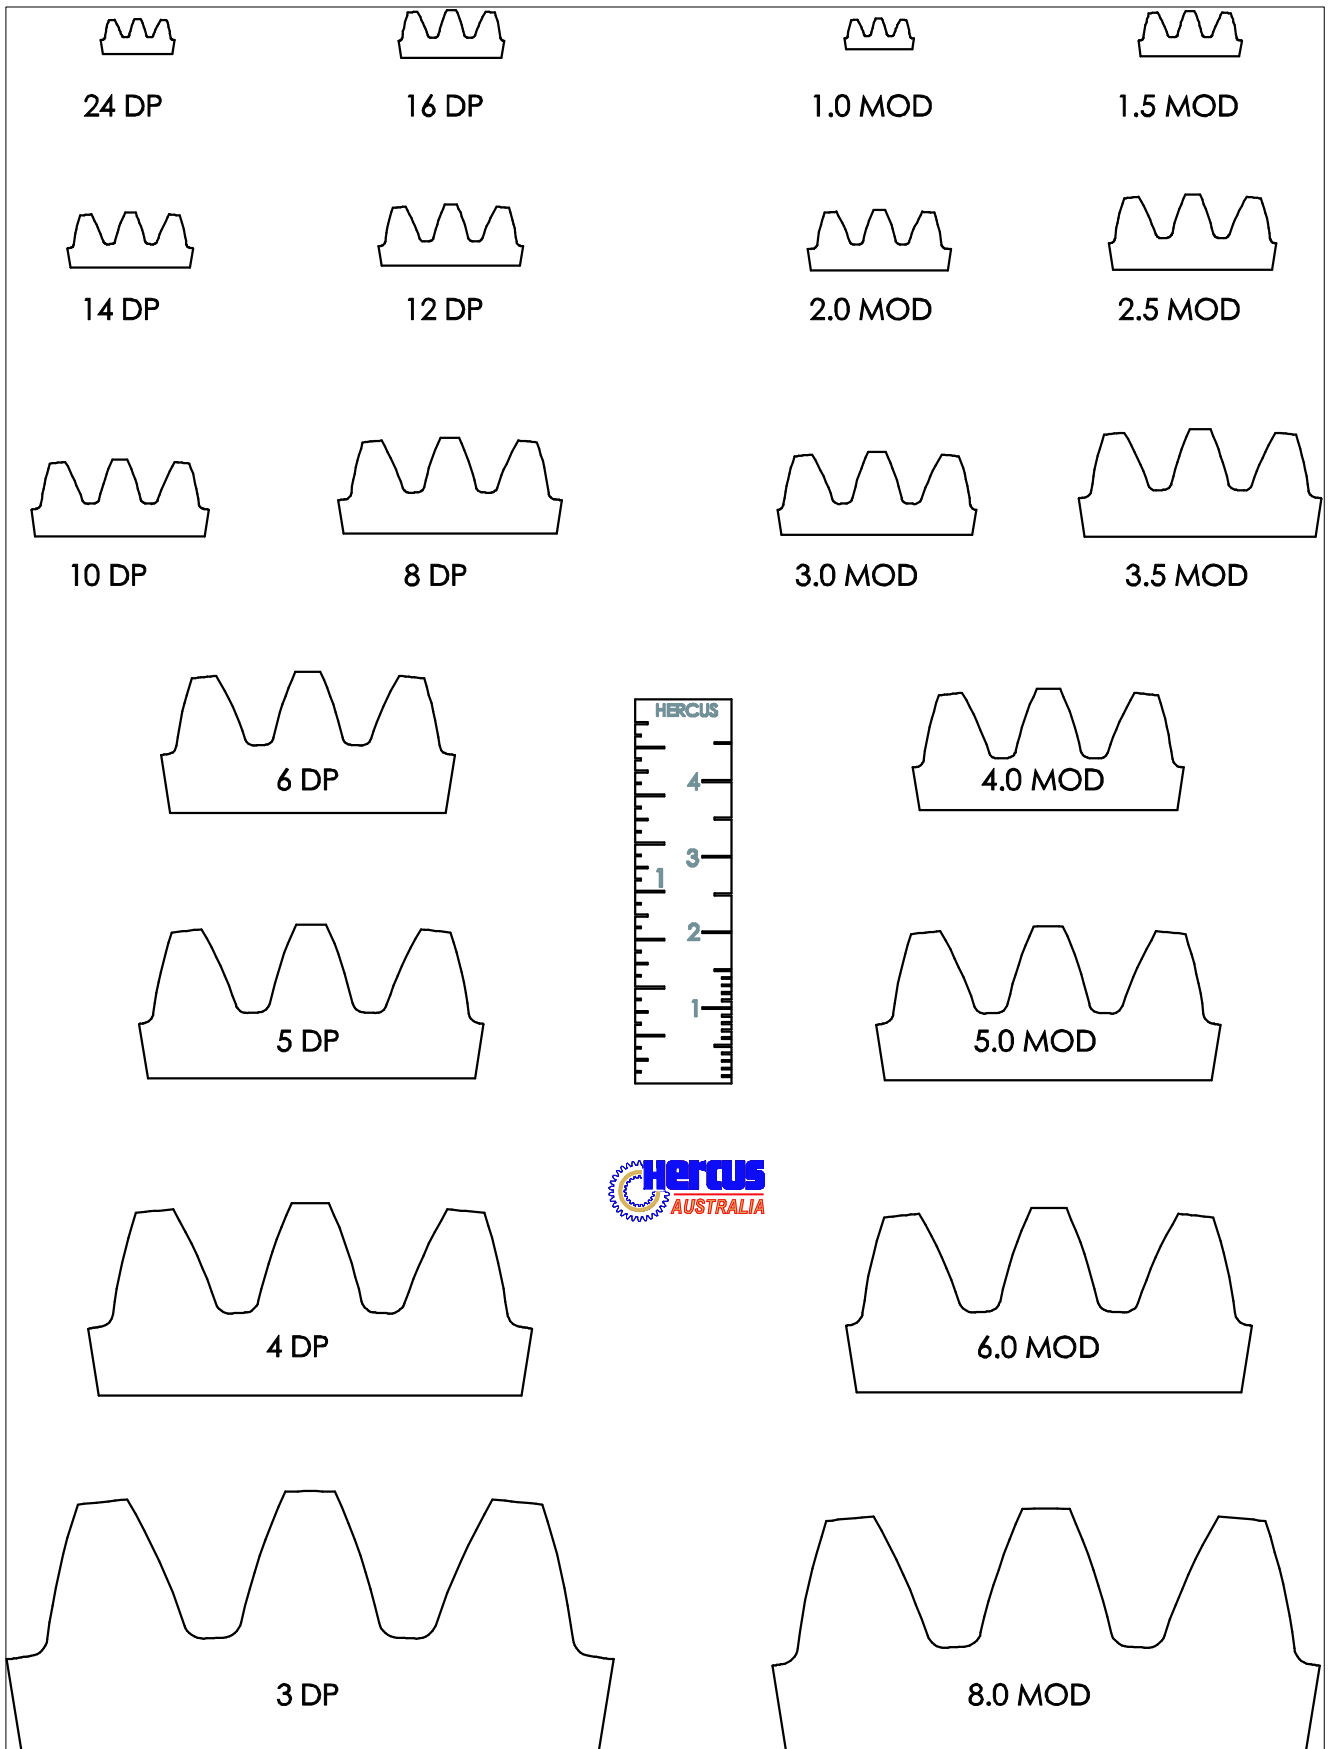 24 DP
16 DP
1.0 MOD
1.5 MOD
14 DP
12 DP
2.0 MOD
2.5 MOD
10 DP
8 DP
3.0 MOD
3.5 MOD
6 DP
HERCUS
4
3
1
2
1
4.0 MOD
5 DP
5.0 MOD
Hercus
AUSTRALIA
4 DP
6.0 MOD
3 DP
8.0 MOD